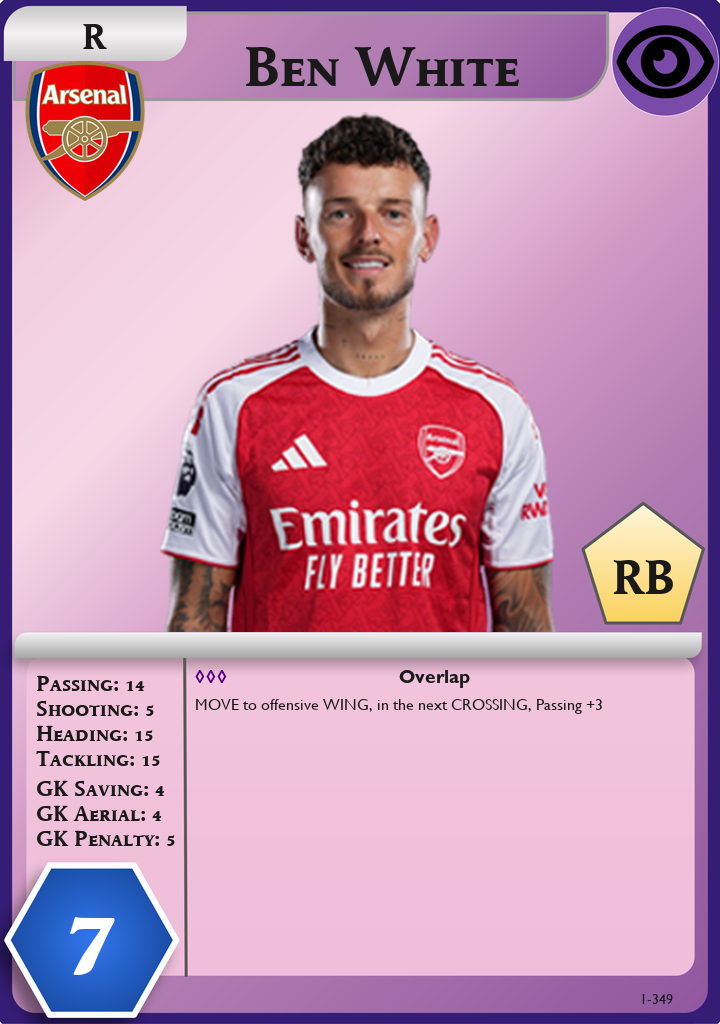 R
Ben White
Arsenal
Arsenal
Emirates
FLY BETTER
RB
Passing: 14
Shooting: 5
Heading: 15
Tackling: 15
GK Saving: 4
GK Aerial: 4
GK Penalty: 5
◊◊◊ Overlap
MOVE to offensive WING, in the next CROSSING, Passing +3
7
1-349